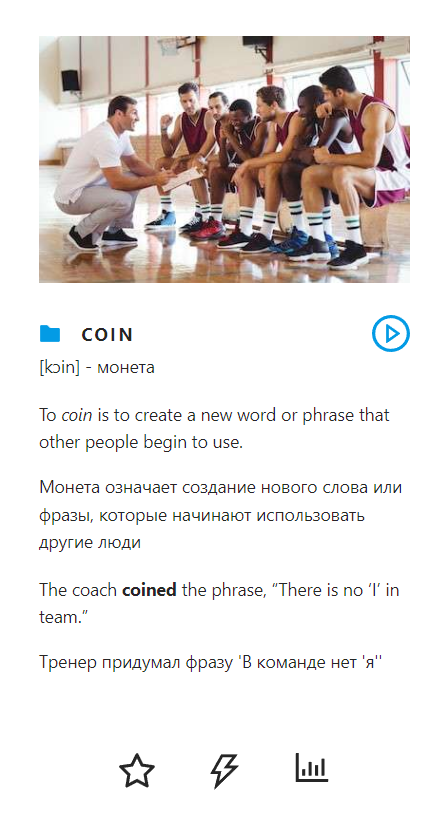 COIN
[kɔin] - монета
To coin is to create a new word or phrase that
other people begin to use.
Монета означает создание нового слова или
фразы, которые начинают использовать
другие люди
The coach coined the phrase, “There is no ‘I’ in
team.”
Тренер придумал фразу 'В команде нет 'я''